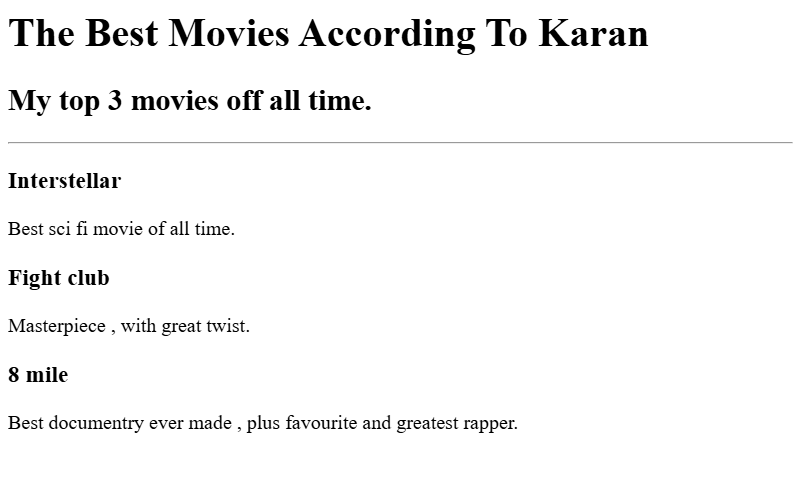 The Best Movies According To Karan
My top 3 movies off all time.
Interstellar
Best sci fi movie of all time.
Fight club
Masterpiece , with great twist.
8 mile
Best documentry ever made , plus favourite and greatest rapper.